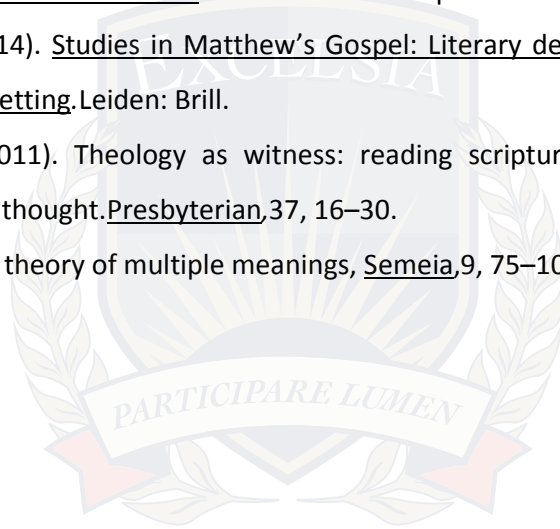 14). Studies in Matthew’s Gospel: Literary de
etting.Leiden: Brill.
011). Theology as witness: reading scriptur
thought.Presbyterian,37, 16–30.
theory of multiple meanings, Semeia,9, 75–10
EXCELSIA
PARTICIPARE LUMEN